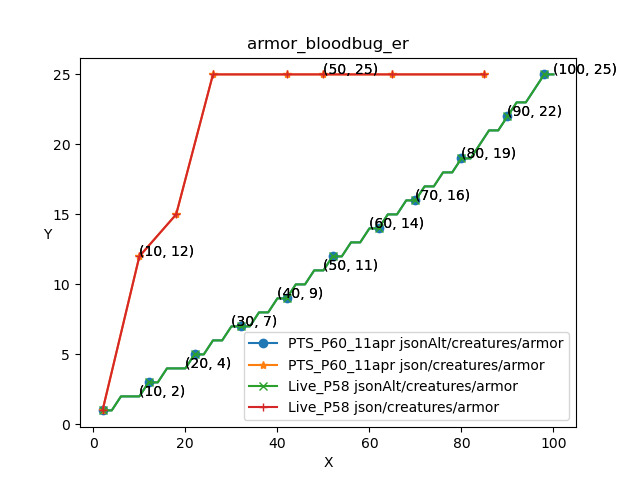 armor_bloodbug_er
25
20
15
10
5
0
Y
(50, 25)
(100, 25)
(90, 22)
(80, 19)
(70, 16)
(60, 14)
(10, 12)
(50, 11)
(40, 9)
(30, 7)
(20, 4)
(10, 2)
PTS_P60_11apr jsonAlt/creatures/armor
PTS_P60_11apr json/creatures/armor
Live_P58 jsonAlt/creatures/armor
Live_P58 json/creatures/armor
0 20 40 60 80 100
X